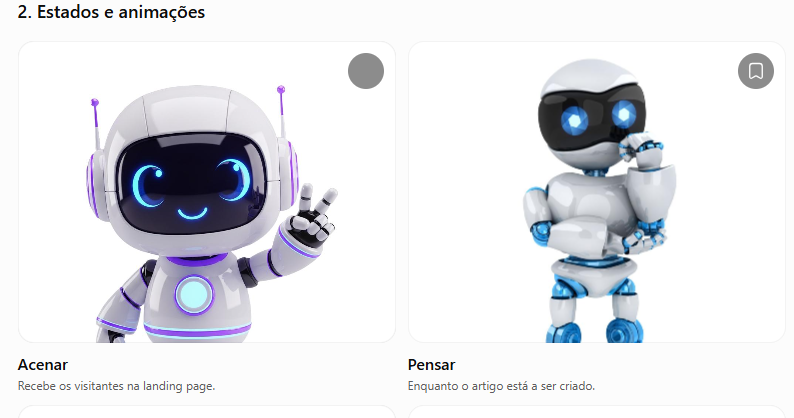 2. Estados e animações
Acenar
Recebe os visitantes na landing page.
Pensar
Enquanto o artigo está a ser criado.